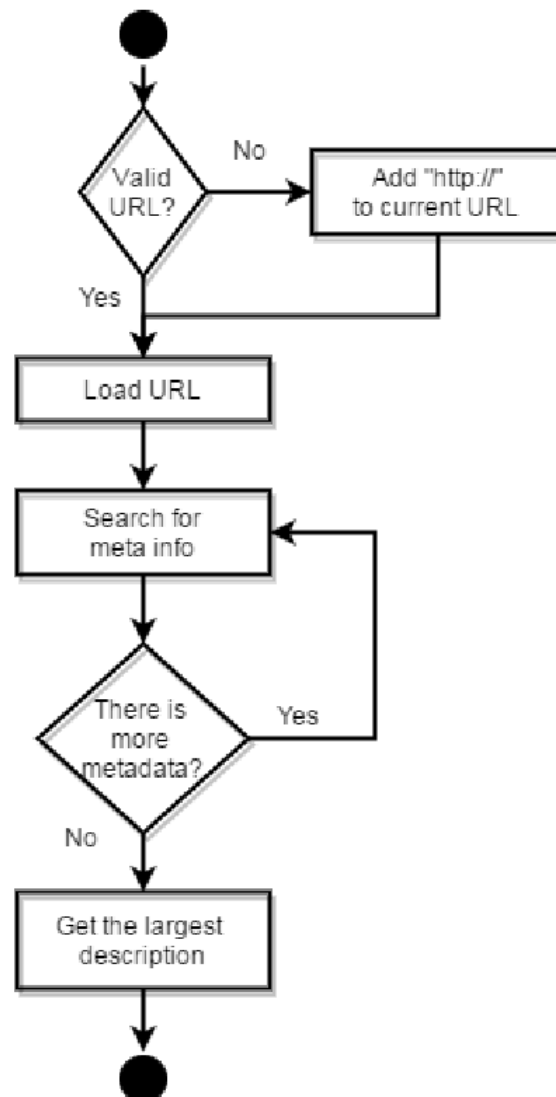 Valid
URL?
No
Add "http://"
to current URL
Yes
Load URL
Search for
meta info
There is
more
metadata?
Yes
No
Get the largest
description